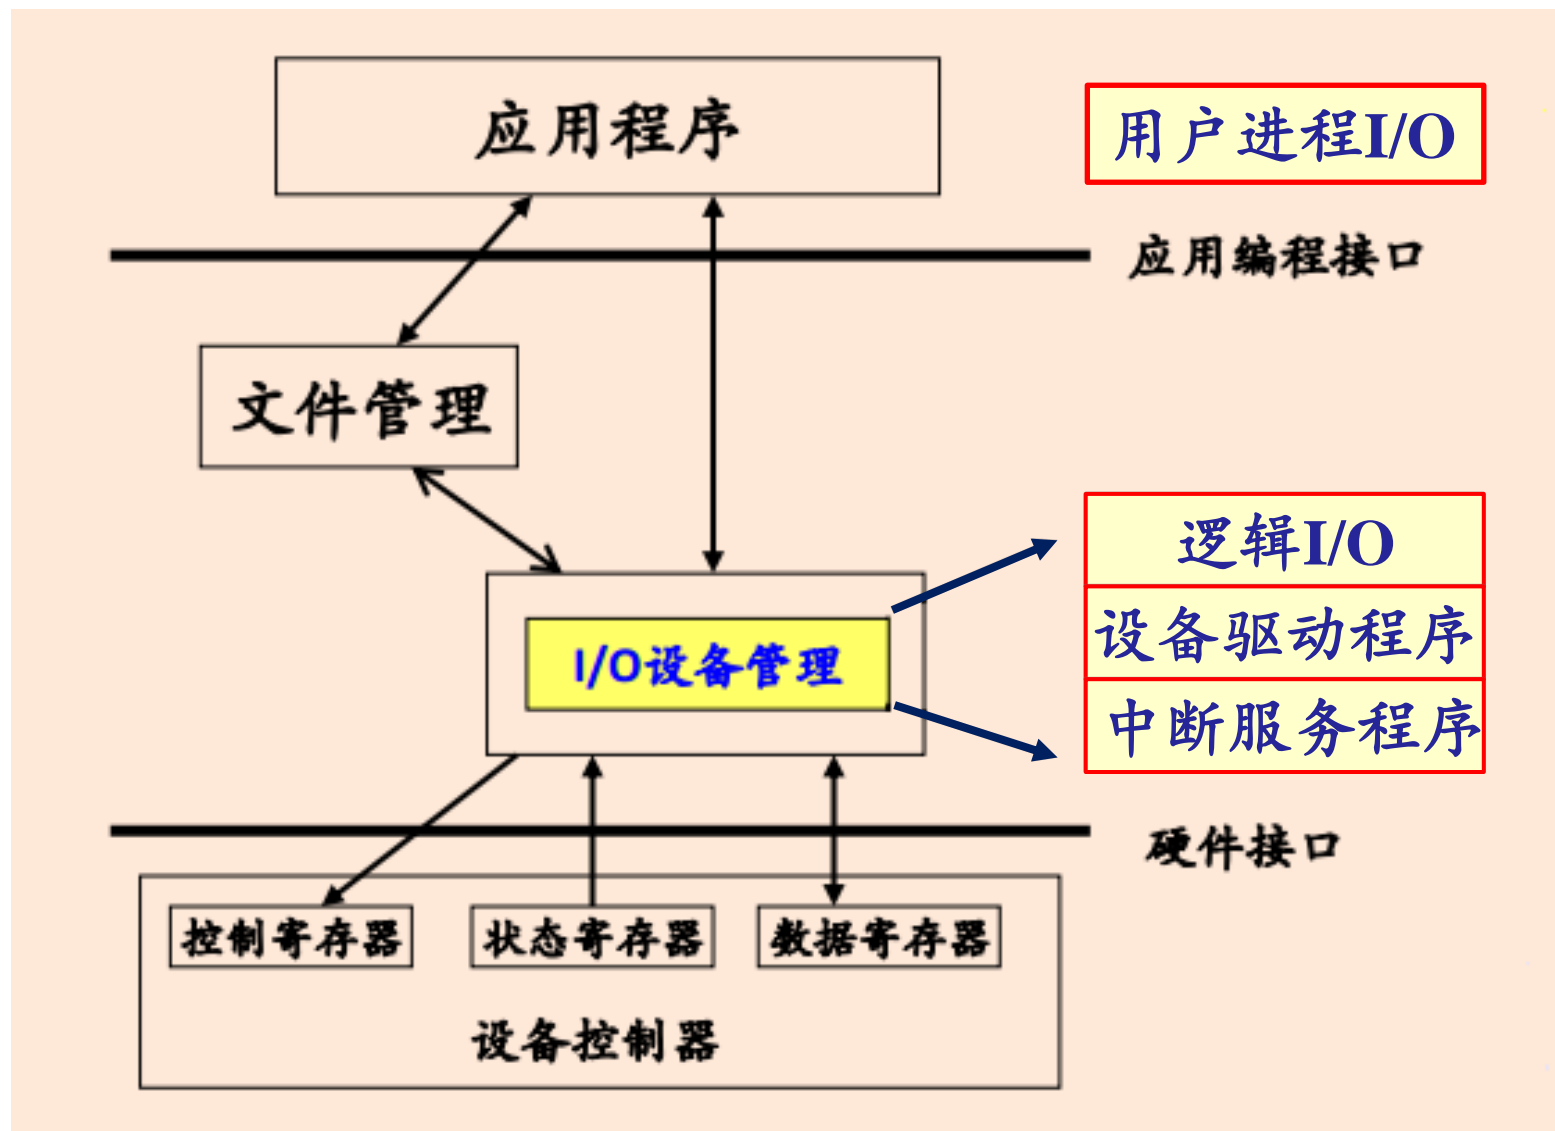 应用程序
用户进程I/O
应用编程接口
文件管理
逻辑I/O
设备驱动程序
I/O设备管理
中断服务程序
硬件接口
控制寄存器
状态寄存器
数据寄存器
设备控制器